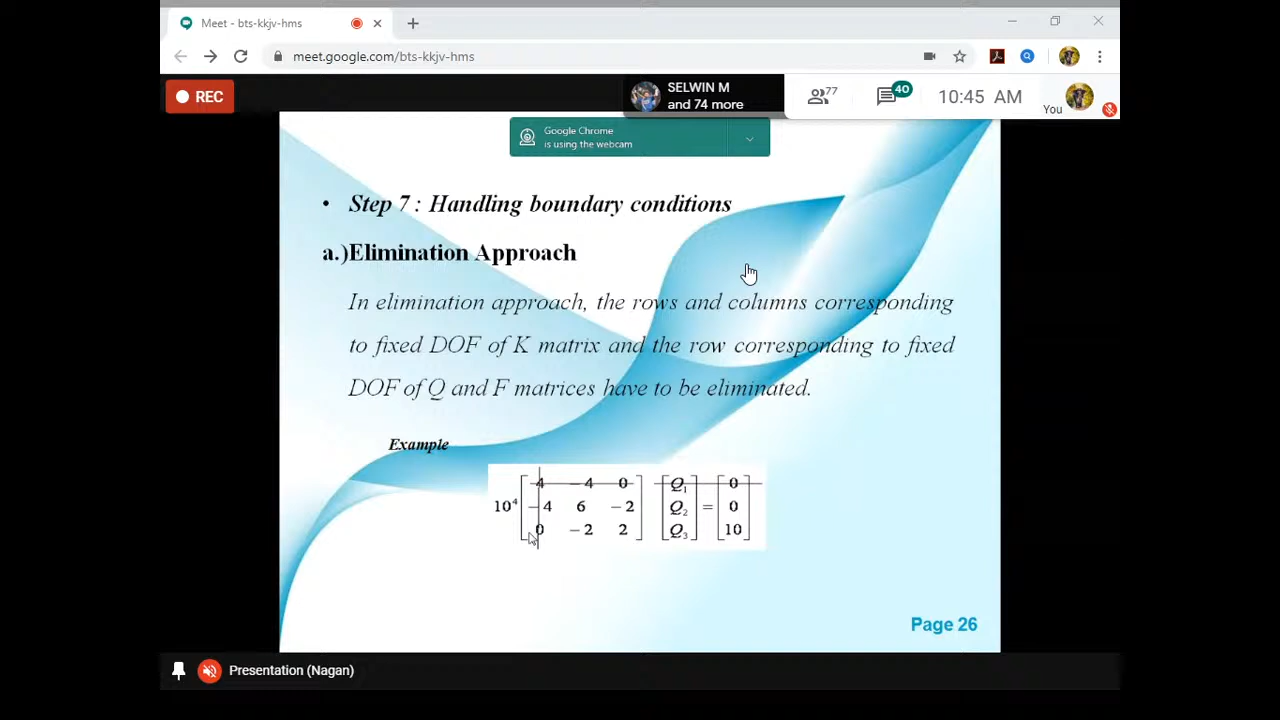 Meet - bts-kkjv-hms
meet.google.com/bts-kkjv-hms
REC
SELWIN M
and 74 more
77
40
10:45 AM
You
Google Chrome
is using the webcam
• Step 7 : Handling boundary conditions
a.)Elimination Approach
In elimination approach, the rows and columns corresponding
to fixed DOF of K matrix and the row corresponding to fixed
DOF of Q and F matrices have to be eliminated.
Example
4 -4 0 Q₁ 0
10⁴ -4 6 -2 Q₂ = 0
0 -2 2 Q₃ 10
Page 26
Presentation (Nagan)